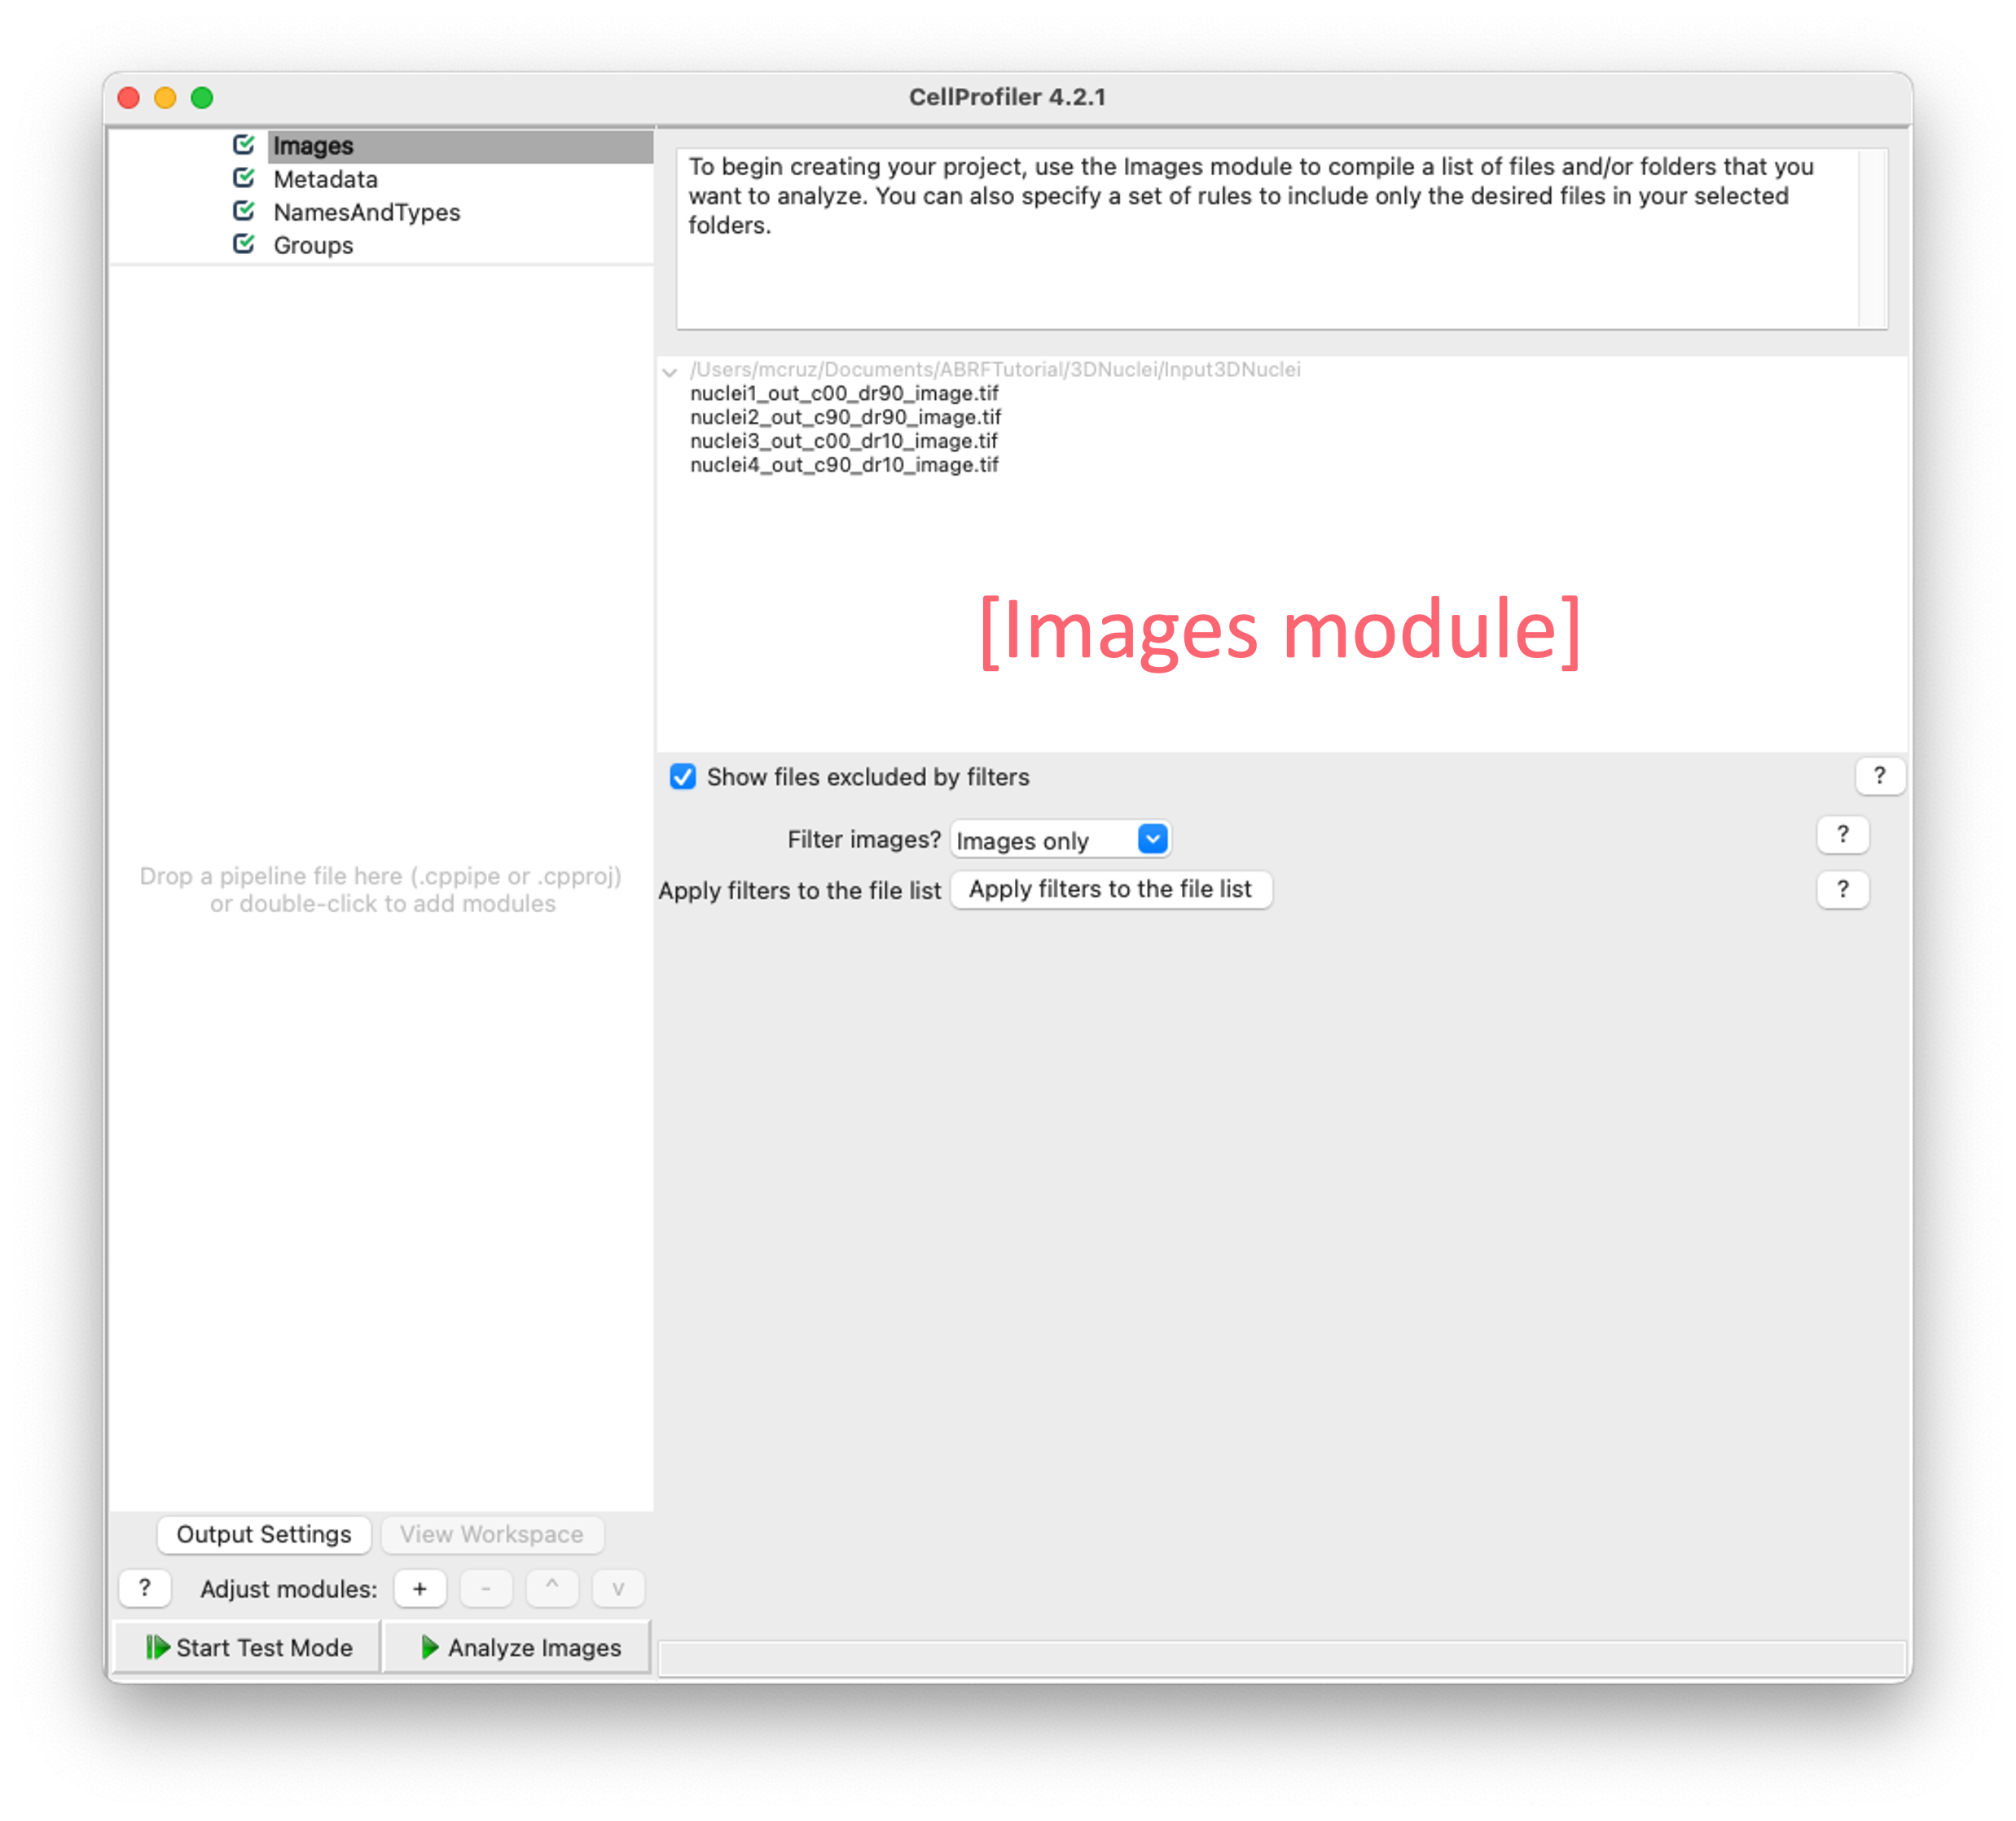 CellProfiler 4.2.1
Images
Metadata
NamesAndTypes
Groups
To begin creating your project, use the Images module to compile a list of files and/or folders that you
want to analyze. You can also specify a set of rules to include only the desired files in your selected
folders.
/Users/mcruz/Documents/ABRFTutorial/3DNuclei/Input3DNuclei
nuclei1_out_c00_dr90_image.tif
nuclei2_out_c90_dr90_image.tif
nuclei3_out_c00_dr10_image.tif
nuclei4_out_c90_dr10_image.tif
[Images module]
Show files excluded by filters ?
Filter images? Images only ?
Apply filters to the file list Apply filters to the file list ?
Drop a pipeline file here (.cppipe or .cpproj)
or double-click to add modules
Output Settings View Workspace
? Adjust modules: + - ^ v
Start Test Mode Analyze Images